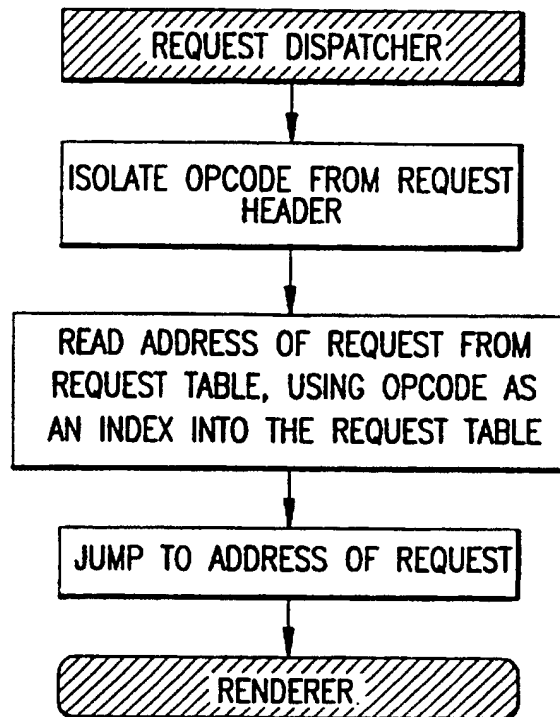 REQUEST DISPATCHER
ISOLATE OPCODE FROM REQUEST
HEADER
READ ADDRESS OF REQUEST FROM
REQUEST TABLE, USING OPCODE AS
AN INDEX INTO THE REQUEST TABLE
JUMP TO ADDRESS OF REQUEST
RENDERER